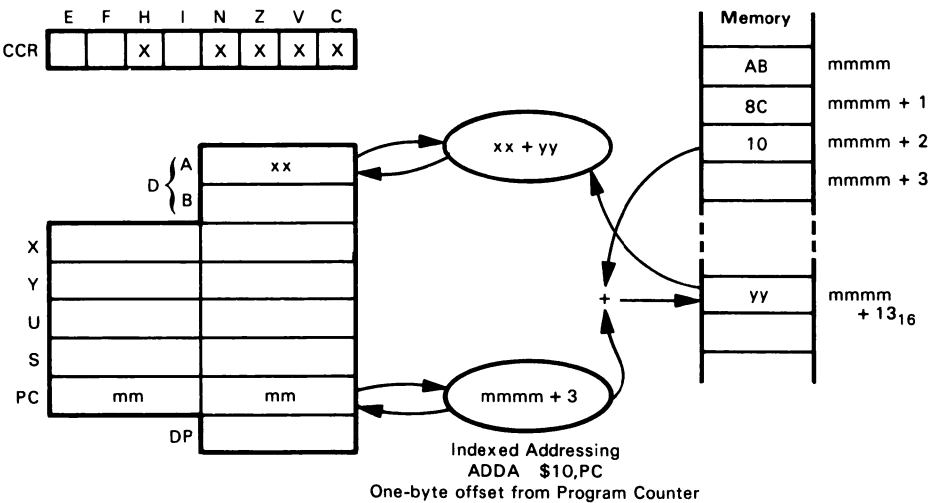 E F H I N Z V C
CCR X X X X X
Memory
AB mmmm
8C mmmm + 1
10 mmmm + 2
mmmm + 3
xx + yy
D { A xx
B
X
Y
U
S
PC mm mm
DP
+
yy mmmm
+ 13₁₆
mmmm + 3
Indexed Addressing
ADDA $10,PC
One-byte offset from Program Counter